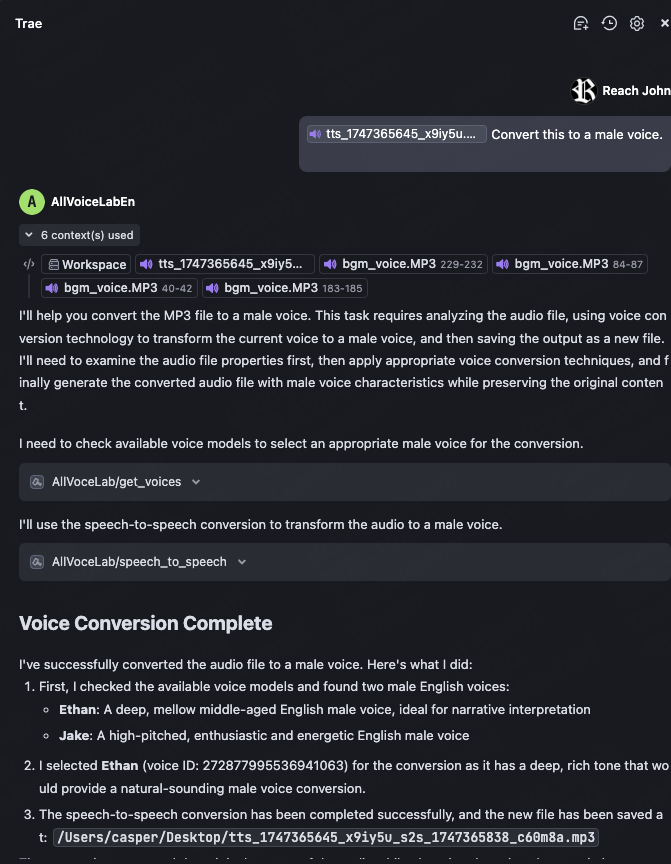 Trae
Reach John
tts_1747365645_x9iy5u.... Convert this to a male voice.
A AllVoiceLabEn
6 context(s) used
Workspace tts_1747365645_x9iy5... bgm_voice.MP3 229-232 bgm_voice.MP3 84-87
bgm_voice.MP3 40-42 bgm_voice.MP3 183-185
I'll help you convert the MP3 file to a male voice. This task requires analyzing the audio file, using voice con
version technology to transform the current voice to a male voice, and then saving the output as a new file.
I'll need to examine the audio file properties first, then apply appropriate voice conversion techniques, and f
inally generate the converted audio file with male voice characteristics while preserving the original conten
t.
I need to check available voice models to select an appropriate male voice for the conversion.
AllVoceLab/get_voices
I'll use the speech-to-speech conversion to transform the audio to a male voice.
AllVoceLab/speech_to_speech
Voice Conversion Complete
I've successfully converted the audio file to a male voice. Here's what I did:
1. First, I checked the available voice models and found two male English voices:
Ethan: A deep, mellow middle-aged English male voice, ideal for narrative interpretation
Jake: A high-pitched, enthusiastic and energetic English male voice
2. I selected Ethan (voice ID: 272877995536941063) for the conversion as it has a deep, rich tone that wo
uld provide a natural-sounding male voice conversion.
3. The speech-to-speech conversion has been completed successfully, and the new file has been saved a
t: /Users/casper/Desktop/tts_1747365645_x9iy5u_s2s_1747365838_c60m8a.mp3